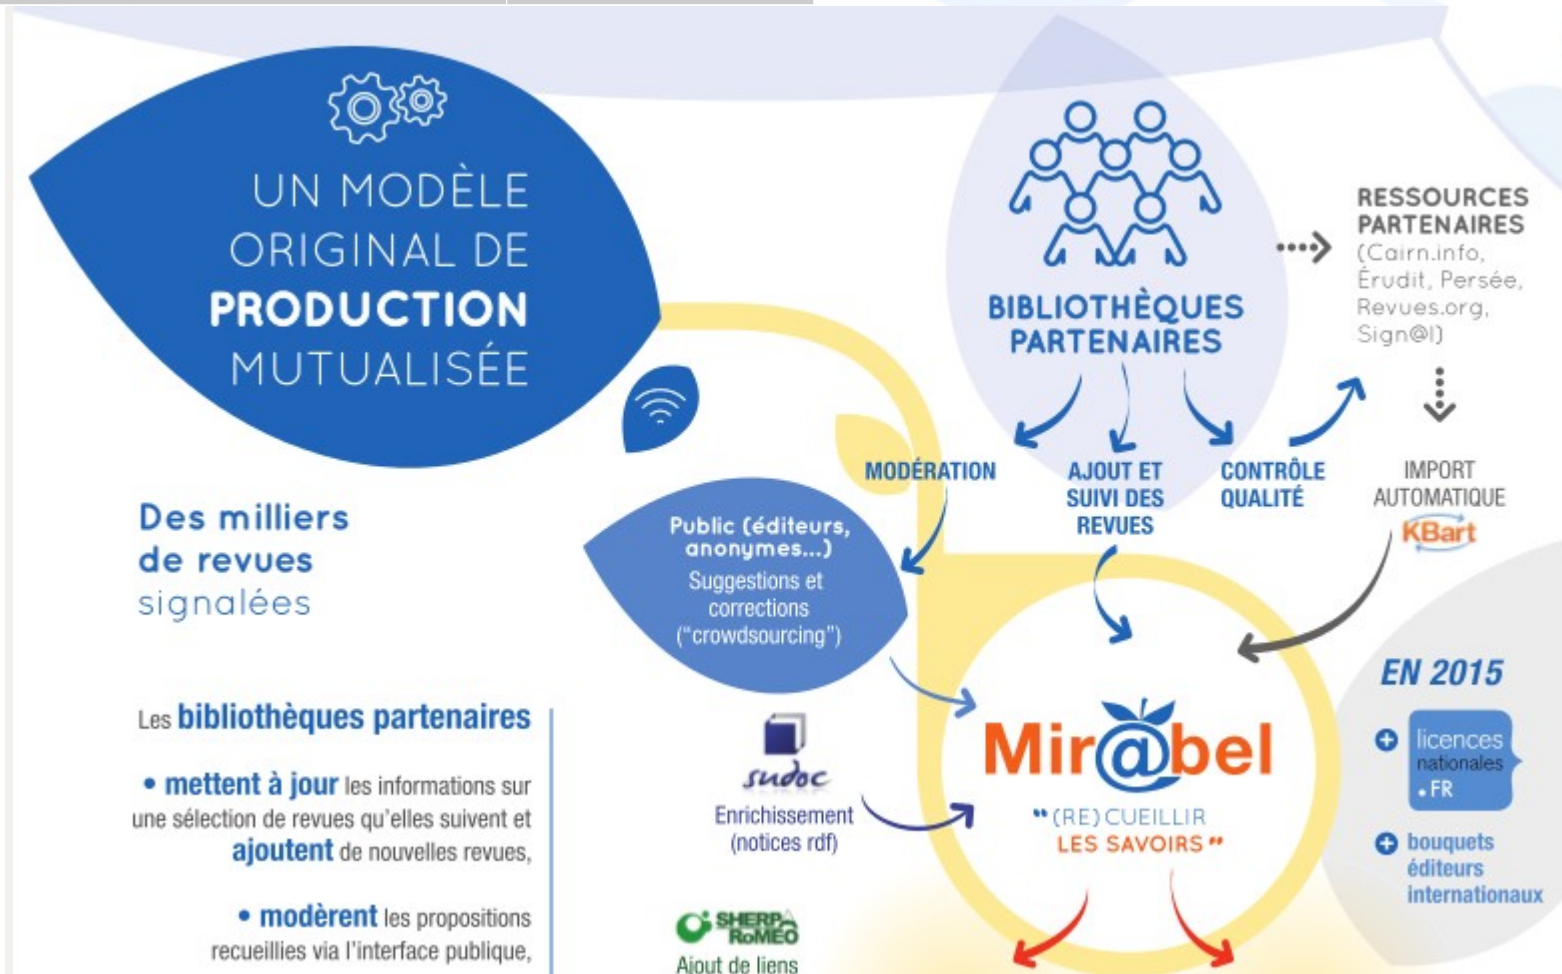 UN MODÈLE
ORIGINAL DE
PRODUCTION
MUTUALISÉE
Des milliers
de revues
signalées
Les bibliothèques partenaires
• mettent à jour les informations sur
une sélection de revues qu'elles suivent et
ajoutent de nouvelles revues,
• modèrent les propositions
recueillies via l'interface publique,
BIBLIOTHÈQUES
PARTENAIRES
RESSOURCES
PARTENAIRES
(Cairn.info,
Érudit, Persée,
Revues.org,
Sign@l)
MODÉRATION
AJOUT ET
SUIVI DES
REVUES
CONTRÔLE
QUALITÉ
IMPORT
AUTOMATIQUE
KBart
Public (éditeurs,
anonymes...)
Suggestions et
corrections
("crowdsourcing")
sudoc
Enrichissement
(notices rdf)
SHERPA
RoMEO
Ajout de liens
Mir@bel
“(RE)CUEILLIR
LES SAVOIRS”
EN 2015
+ licences
nationales
.FR
+ bouquets
éditeurs
internationaux